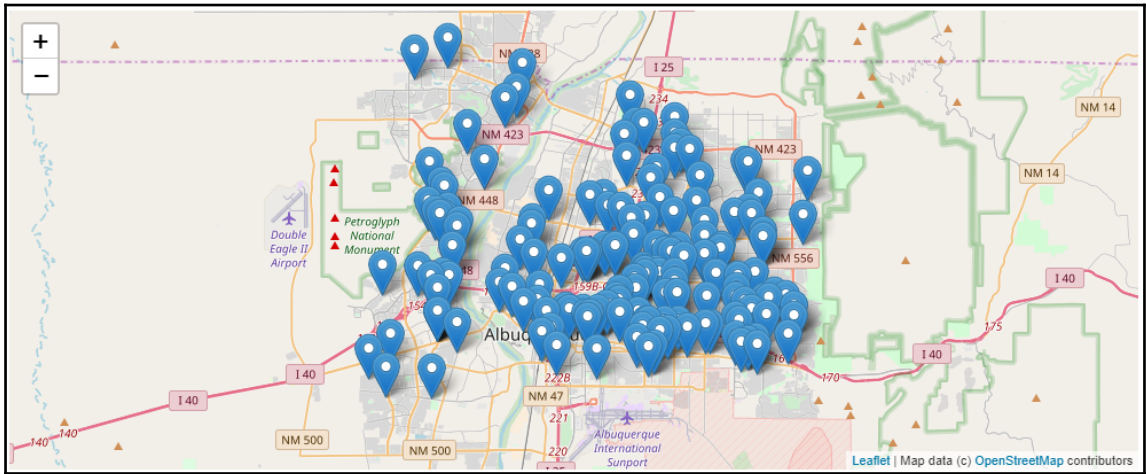 +
−
I 25
234
NM 14
NM 423
NM 423
NM 14
NM 448
Double
Eagle II
Airport
Petroglyph
National
Monument
NM 556
I 40
175
I 40
I 40
170
222B
NM 47
I 40
221
Albuquerque
International
Sunport
140
140
NM 500
NM 500
220
Leaflet | Map data (c) OpenStreetMap contributors